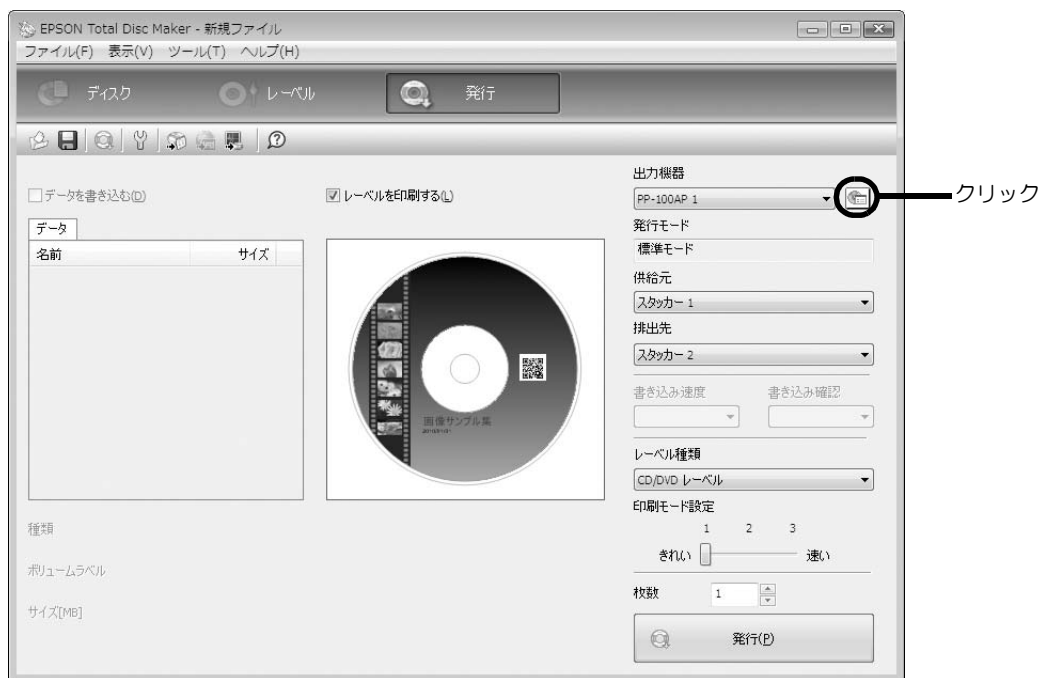 EPSON Total Disc Maker - 新規ファイル
ファイル(F) 表示(V) ツール(T) ヘルプ(H)
ディスク レーベル 発行
データを書き込む(D)
レーベルを印刷する(L)
データ
名前 サイズ
画像サンプル集
種類
ボリュームラベル
サイズ[MB]
出力機器
PP-100AP 1
クリック
発行モード
標準モード
供給元
スタッカー 1
排出先
スタッカー 2
書き込み速度 書き込み確認
レーベル種類
CD/DVD レーベル
印刷モード設定
1 2 3
きれい 速い
枚数 1
発行(P)